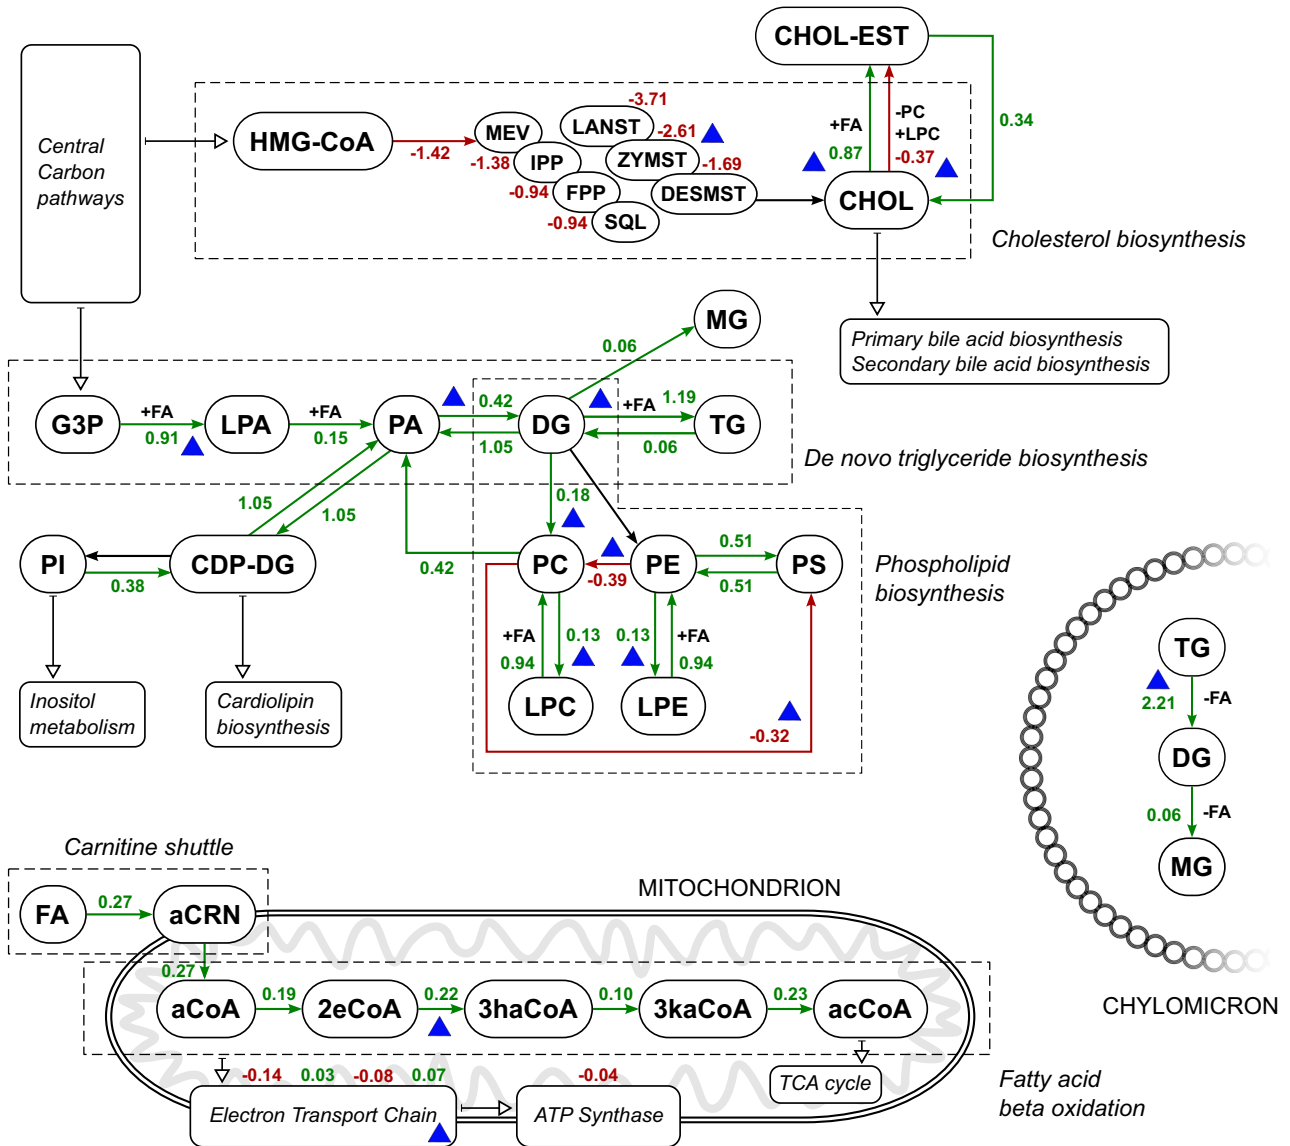 CHOL-EST
Central
Carbon
pathways
HMG-CoA
-1.42
MEV
-1.38
IPP
-0.94
FPP
-0.94
SQL
-3.71
LANST
-2.61
ZYMST
-1.69
DESMST
+FA
0.87
-PC
+LPC
-0.37
0.34
CHOL
Cholesterol biosynthesis
Primary bile acid biosynthesis
Secondary bile acid biosynthesis
MG
0.06
G3P
+FA
0.91
LPA
+FA
0.15
PA
0.42
1.05
DG
+FA
1.19
0.06
TG
De novo triglyceride biosynthesis
1.05
1.05
0.18
PI
0.38
CDP-DG
0.42
PC
-0.39
PE
0.51
0.51
PS
Phospholipid
biosynthesis
+FA
0.94
0.13
0.13
+FA
0.94
LPC
LPE
-0.32
Inositol
metabolism
Cardiolipin
biosynthesis
TG
2.21
-FA
DG
0.06
-FA
MG
CHYLOMICRON
Carnitine shuttle
FA
0.27
aCRN
MITOCHONDRION
0.27
aCoA
0.19
2eCoA
0.22
3haCoA
0.10
3kaCoA
0.23
acCoA
-0.14
0.03
-0.08
0.07
-0.04
Electron Transport Chain
ATP Synthase
TCA cycle
Fatty acid
beta oxidation